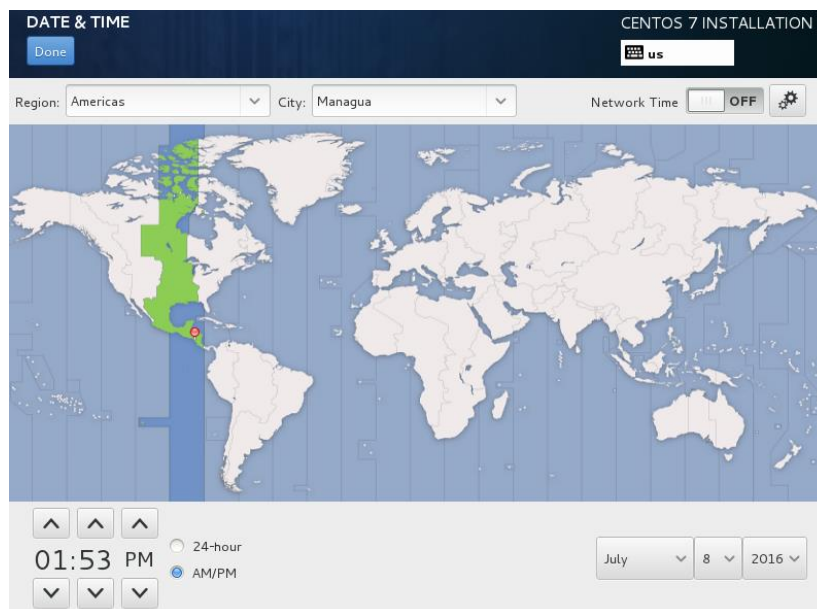 DATE & TIME
CENTOS 7 INSTALLATION
Done
us
Region: Americas City: Managua Network Time OFF
01:53 PM
24-hour
AM/PM
July 8 2016